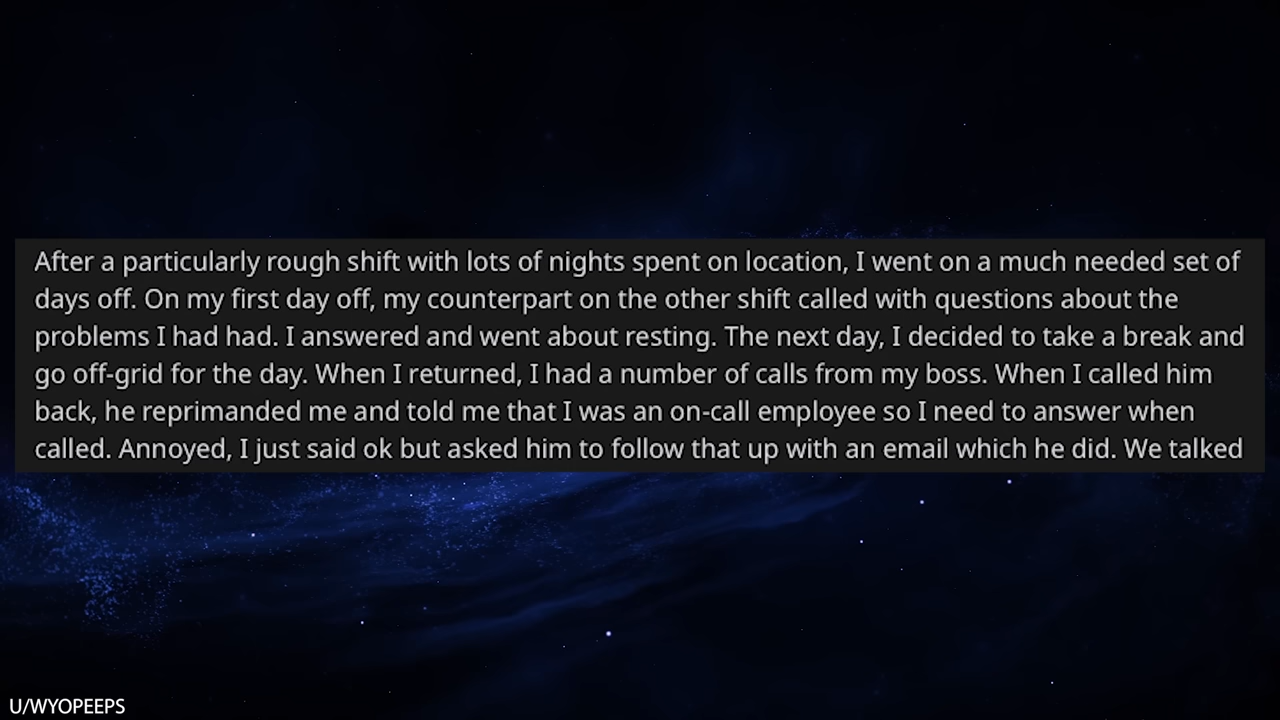 After a particularly rough shift with lots of nights spent on location, I went on a much needed set of
days off. On my first day off, my counterpart on the other shift called with questions about the
problems I had had. I answered and went about resting. The next day, I decided to take a break and
go off-grid for the day. When I returned, I had a number of calls from my boss. When I called him
back, he reprimanded me and told me that I was an on-call employee so I need to answer when
called. Annoyed, I just said ok but asked him to follow that up with an email which he did. We talked
U/WYOPEEPS